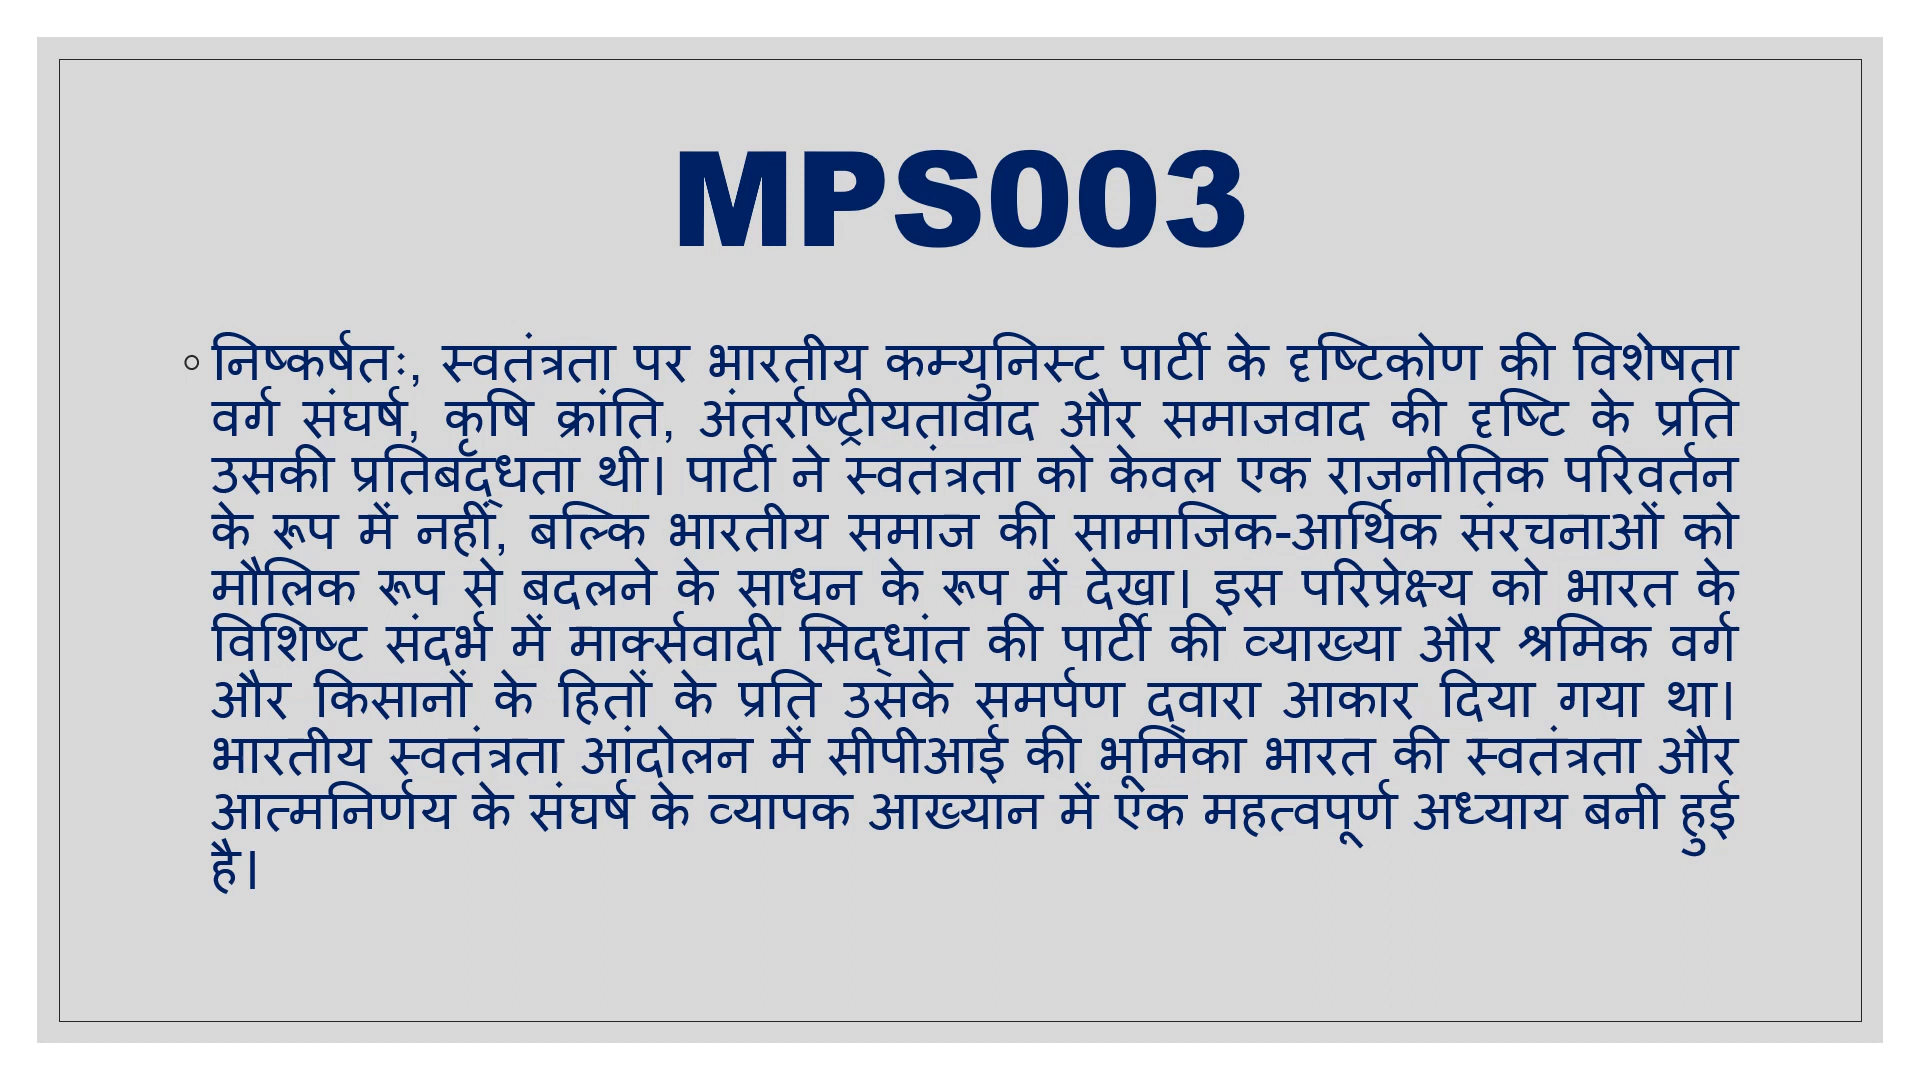 MPS003
◦ निष्कर्षतः, स्वतंत्रता पर भारतीय कम्युनिस्ट पार्टी के दृष्टिकोण की विशेषता
वर्ग संघर्ष, कृषि क्रांति, अंतर्राष्ट्रीयतावाद और समाजवाद की दृष्टि के प्रति
उसकी प्रतिबद्धता थी। पार्टी ने स्वतंत्रता को केवल एक राजनीतिक परिवर्तन
के रूप में नहीं, बल्कि भारतीय समाज की सामाजिक-आर्थिक संरचनाओं को
मौलिक रूप से बदलने के साधन के रूप में देखा। इस परिप्रेक्ष्य को भारत के
विशिष्ट संदर्भ में मार्क्सवादी सिद्धांत की पार्टी की व्याख्या और श्रमिक वर्ग
और किसानों के हितों के प्रति उसके समर्पण द्वारा आकार दिया गया था।
भारतीय स्वतंत्रता आंदोलन में सीपीआई की भूमिका भारत की स्वतंत्रता और
आत्मनिर्णय के संघर्ष के व्यापक आख्यान में एक महत्वपूर्ण अध्याय बनी हुई
है।